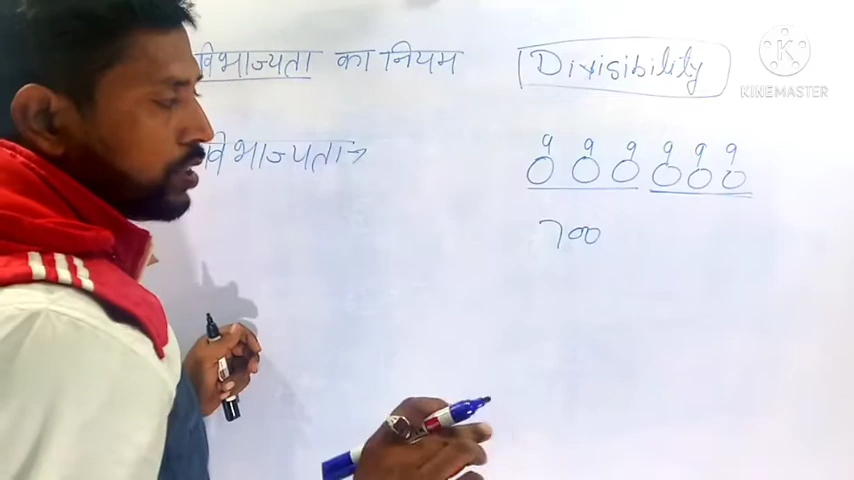 विभाज्यता का नियम Divisibility
KINEMASTER
विभाज्यता→
9 9 9 9 9 9
0 0 0 0 0 0
700